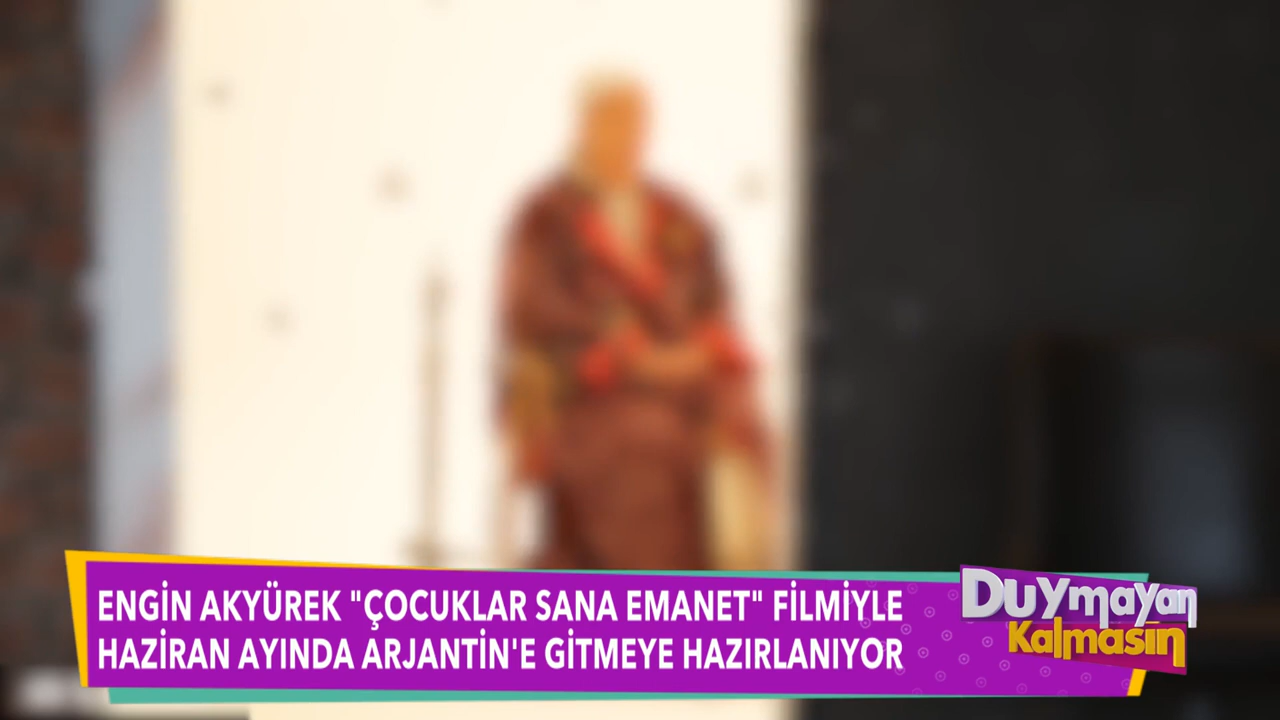 ENGİN AKYÜREK "ÇOCUKLAR SANA EMANET" FİLMİYLE
HAZİRAN AYINDA ARJANTİN'E GİTMEYE HAZIRLANIYOR
DUymayan
Kalmasın